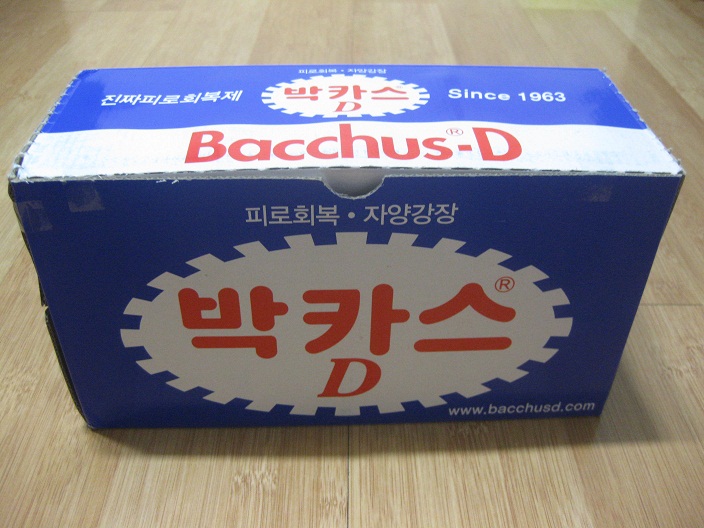 피로회복 · 자양강장
진짜피로회복제
박카스
D
Since 1963
Bacchus®-D
피로회복 · 자양강장
박카스®
D
www.bacchusd.com